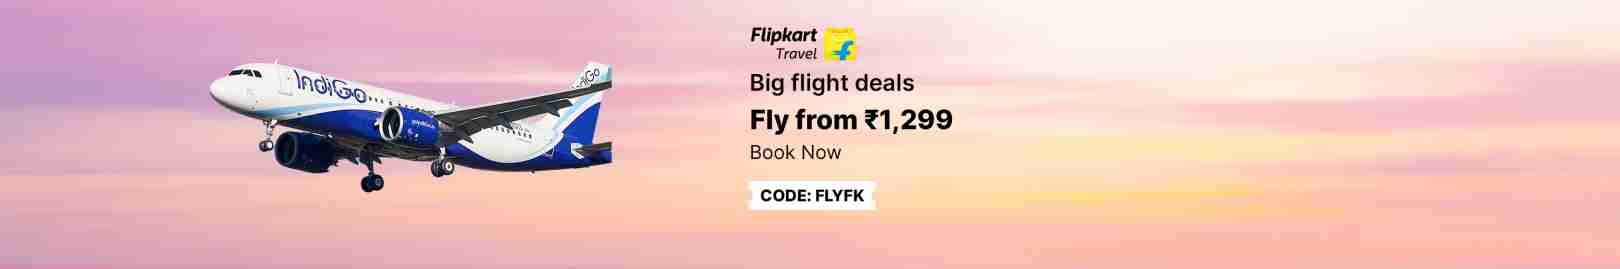 Flipkart
Travel
Big flight deals
Fly from ₹1,299
Book Now
CODE: FLYFK
IndiGo